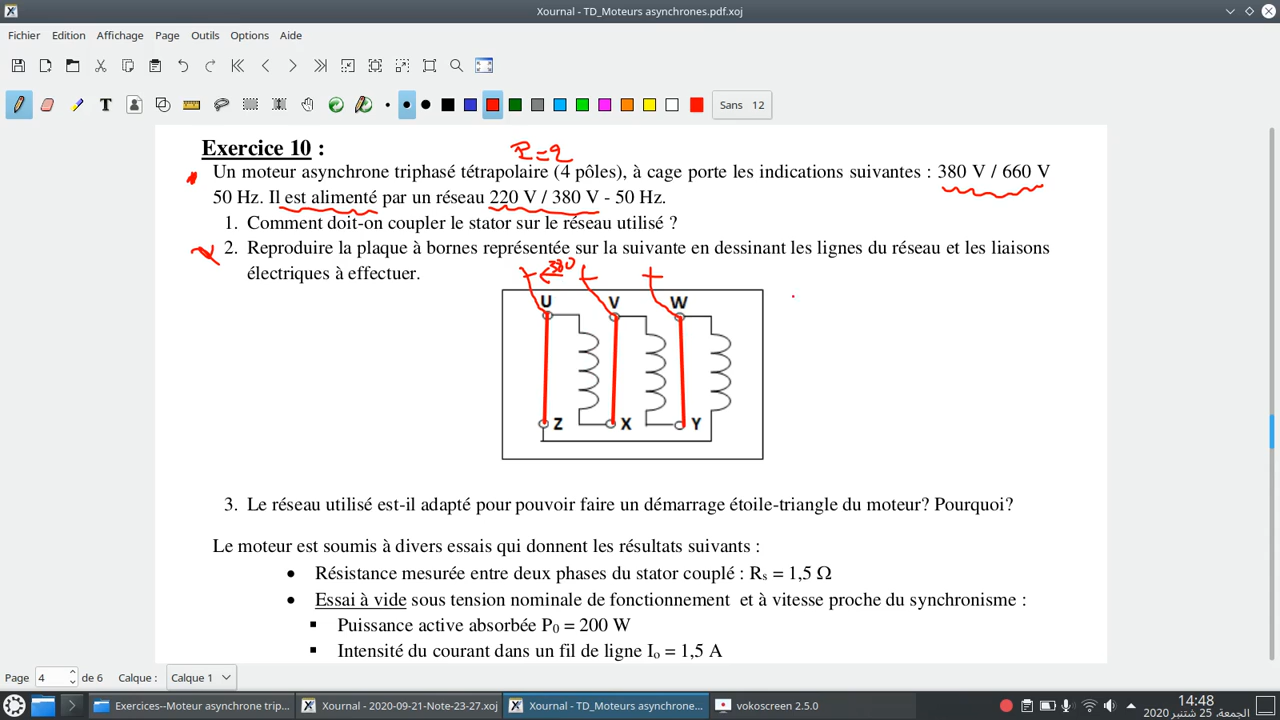 Xournal - TD_Moteurs asynchrones.pdf.xoj
Fichier Edition Affichage Page Outils Options Aide
Sans 12
Exercice 10 :
P=2
Un moteur asynchrone triphasé tétrapolaire (4 pôles), à cage porte les indications suivantes : 380 V / 660 V
50 Hz. Il est alimenté par un réseau 220 V / 380 V - 50 Hz.
1. Comment doit-on coupler le stator sur le réseau utilisé ?
2. Reproduire la plaque à bornes représentée sur la suivante en dessinant les lignes du réseau et les liaisons
électriques à effectuer.
380
U V W
Z X Y
3. Le réseau utilisé est-il adapté pour pouvoir faire un démarrage étoile-triangle du moteur? Pourquoi?
Le moteur est soumis à divers essais qui donnent les résultats suivants :
• Résistance mesurée entre deux phases du stator couplé : Rs = 1,5 Ω
• Essai à vide sous tension nominale de fonctionnement et à vitesse proche du synchronisme :
▪ Puissance active absorbée P0 = 200 W
▪ Intensité du courant dans un fil de ligne Io = 1,5 A
Page 4 de 6 Calque : Calque 1
Exercices--Moteur asynchrone trip... Xournal - 2020-09-21-Note-23-27.xoj Xournal - TD_Moteurs asynchrones.... vokoscreen 2.5.0
14:48
الجمعة، 25 شتنبر 2020